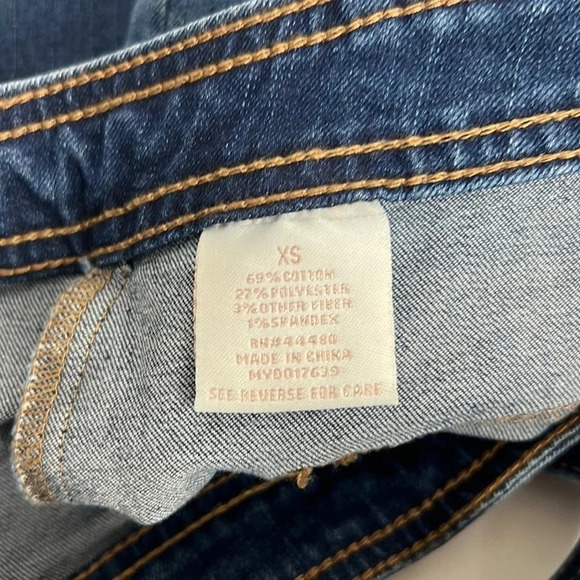 XS
69% COTTON
27% POLYESTER
3% OTHER FIBER
1% SPANDEX
RN#44480
MADE IN CHINA
MYD017639
SEE REVERSE FOR CARE